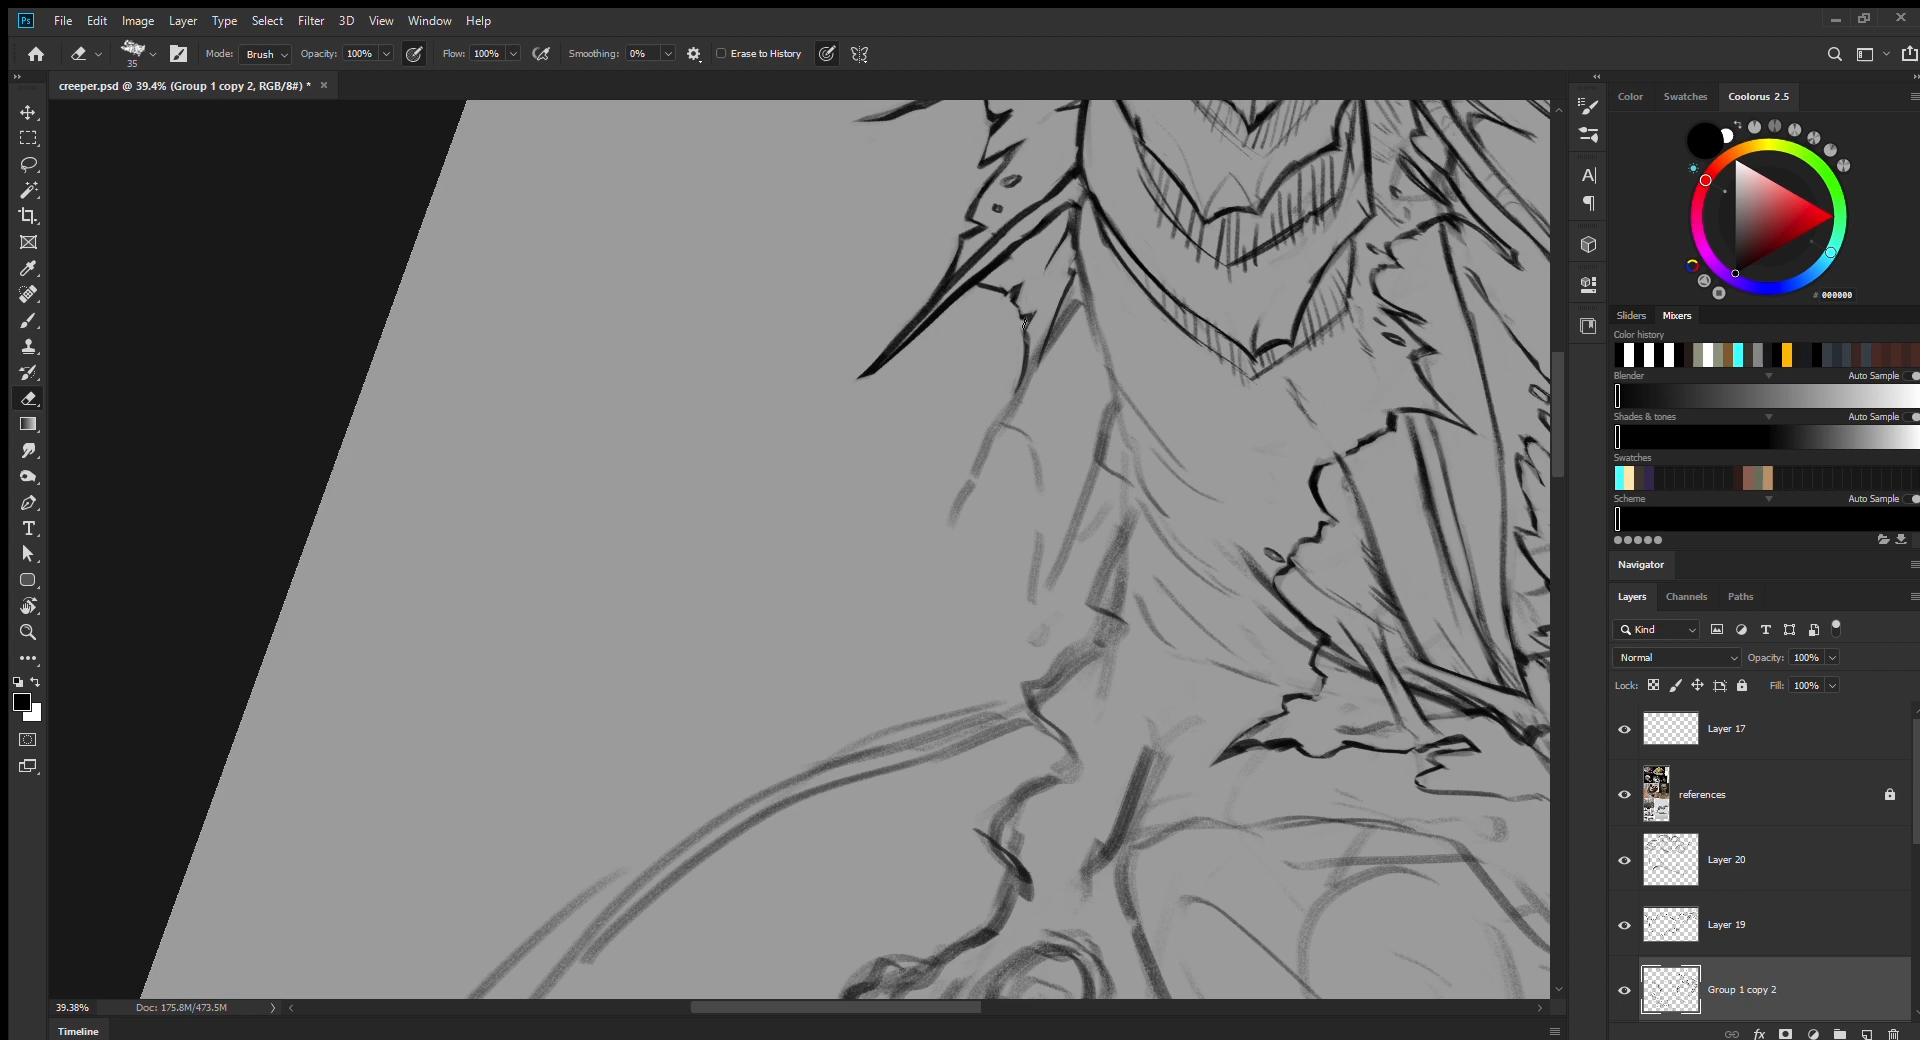 Ps File Edit Image Layer Type Select Filter 3D View Window Help
35 Mode: Brush Opacity: 100% Flow: 100% Smoothing: 0% Erase to History
creeper.psd @ 39.4% (Group 1 copy 2, RGB/8#) *
Color Swatches Coolorus 2.5
# 000000
Sliders Mixers
Color history
Blender Auto Sample
Shades & tones Auto Sample
Swatches
Scheme Auto Sample
Navigator
Layers Channels Paths
Kind
Normal Opacity: 100%
Lock: Fill: 100%
Layer 17
references
Layer 20
Layer 19
Group 1 copy 2
fx
39.38% Doc: 175.8M/473.5M
Timeline